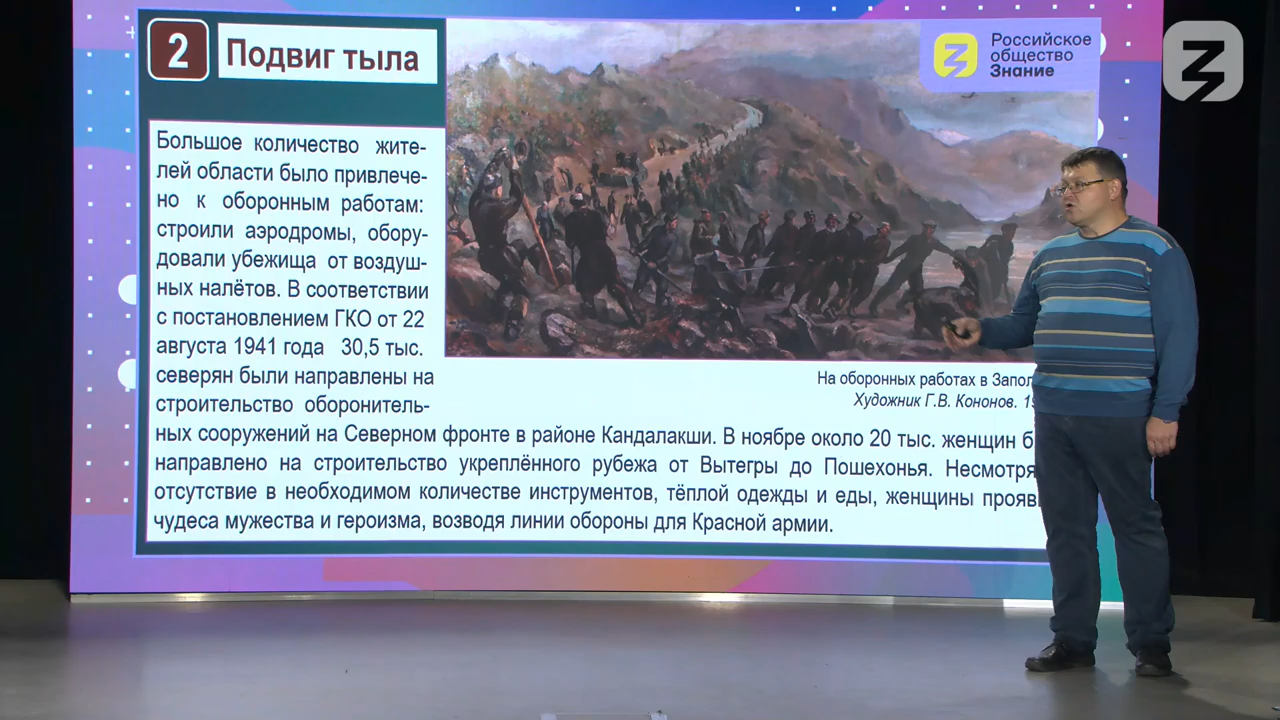 2
Подвиг тыла
Российское
общество
Знание
Большое количество жите-
лей области было привлече-
но к оборонным работам:
строили аэродромы, обору-
довали убежища от воздуш-
ных налётов. В соответствии
с постановлением ГКО от 22
августа 1941 года 30,5 тыс.
северян были направлены на
строительство оборонитель-
ных сооружений на Северном фронте в районе Кандалакши. В ноябре около 20 тыс. женщин
направлено на строительство укреплённого рубежа от Вытегры до Пошехонья. Несмотря
отсутствие в необходимом количестве инструментов, тёплой одежды и еды, женщины
чудеса мужества и героизма, возводя линии обороны для Красной армии.
На оборонных работах в
Художник Г.В. Кононов.